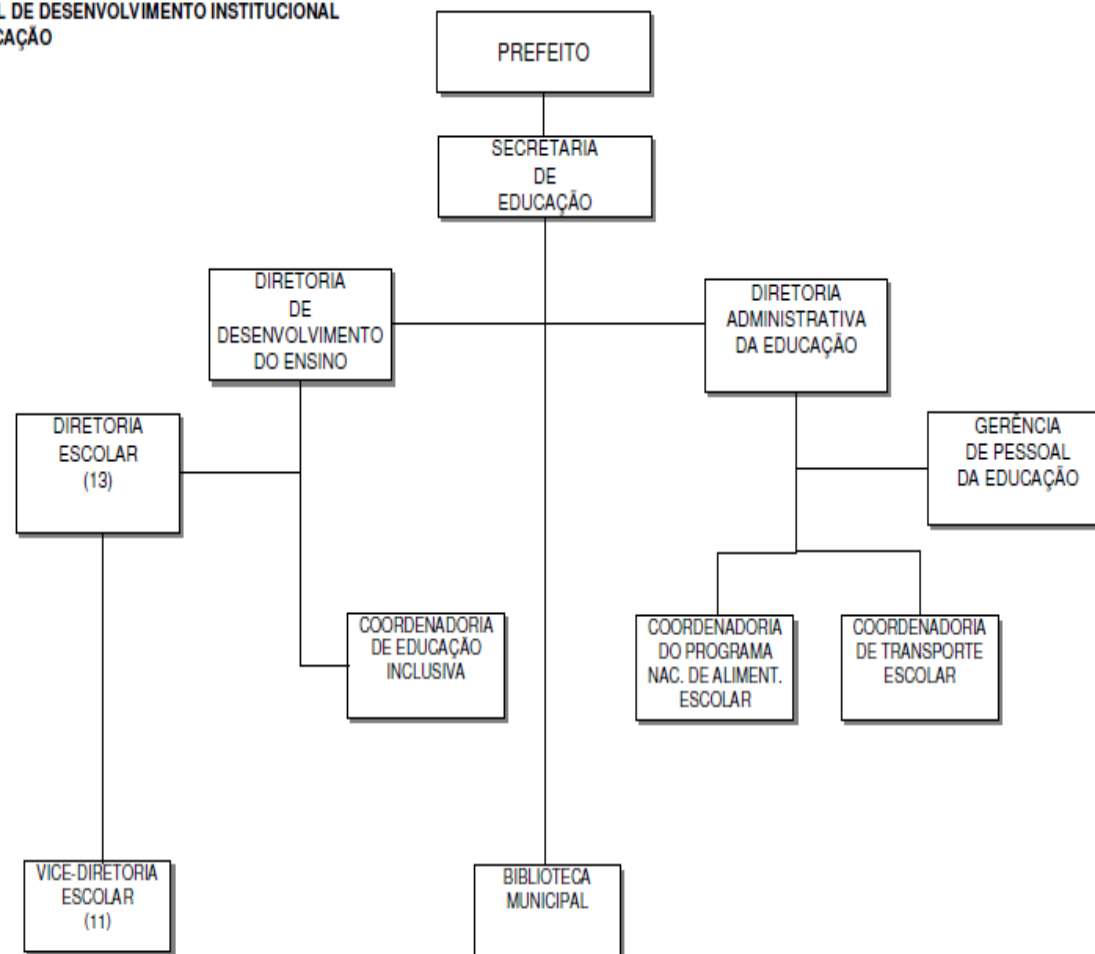 L DE DESENVOLVIMENTO INSTITUCIONAL
CAÇÃO
PREFEITO
SECRETARIA
DE
EDUCAÇÃO
DIRETORIA
DE
DESENVOLVIMENTO
DO ENSINO
DIRETORIA
ADMINISTRATIVA
DA EDUCAÇÃO
DIRETORIA
ESCOLAR
(13)
GERÊNCIA
DE PESSOAL
DA EDUCAÇÃO
COORDENADORIA
DE EDUCAÇÃO
INCLUSIVA
COORDENADORIA
DO PROGRAMA
NAC. DE ALIMENT.
ESCOLAR
COORDENADORIA
DE TRANSPORTE
ESCOLAR
VICE-DIRETORIA
ESCOLAR
(11)
BIBLIOTECA
MUNICIPAL